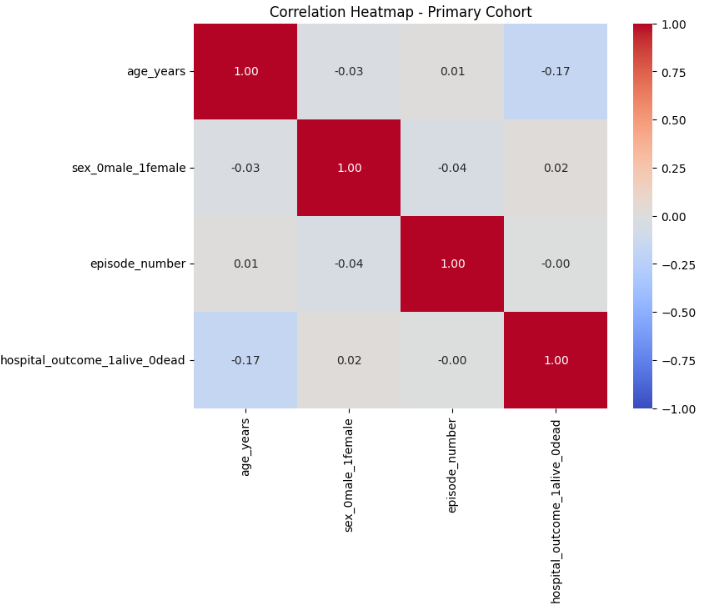 Correlation Heatmap - Primary Cohort
age_years 1.00 -0.03 0.01 -0.17
sex_0male_1female -0.03 1.00 -0.04 0.02
episode_number 0.01 -0.04 1.00 -0.00
hospital_outcome_1alive_0dead -0.17 0.02 -0.00 1.00
age_years
sex_0male_1female
episode_number
hospital_outcome_1alive_0dead
1.00
0.75
0.50
0.25
0.00
−0.25
−0.50
−0.75
−1.00